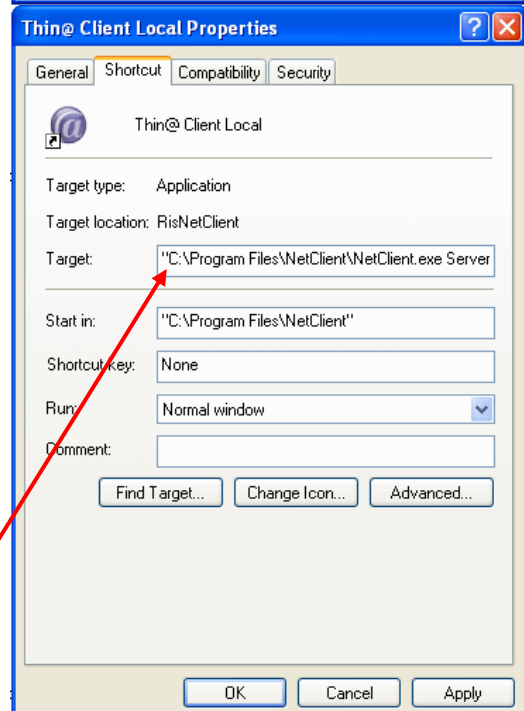 Thin@ Client Local Properties
General Shortcut Compatibility Security
Thin@ Client Local
Target type: Application
Target location: RisNetClient
Target: "C:\Program Files\NetClient\NetClient.exe Server
Start in: "C:\Program Files\NetClient"
Shortcut key: None
Run: Normal window
Comment:
Find Target... Change Icon... Advanced...
OK Cancel Apply